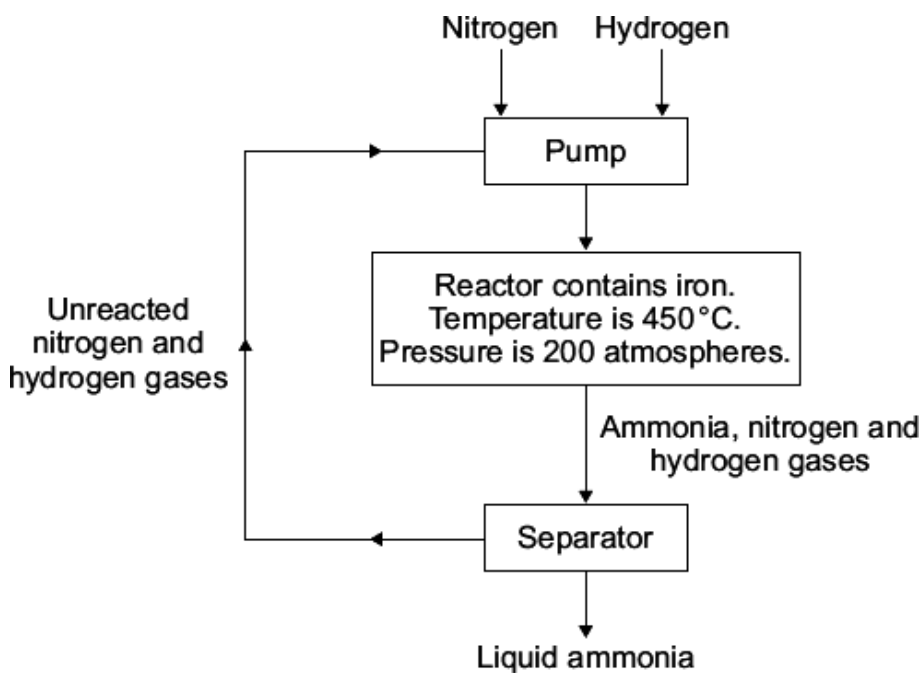 Nitrogen Hydrogen
Pump
Reactor contains iron.
Temperature is 450°C.
Pressure is 200 atmospheres.
Unreacted
nitrogen and
hydrogen gases
Ammonia, nitrogen and
hydrogen gases
Separator
Liquid ammonia